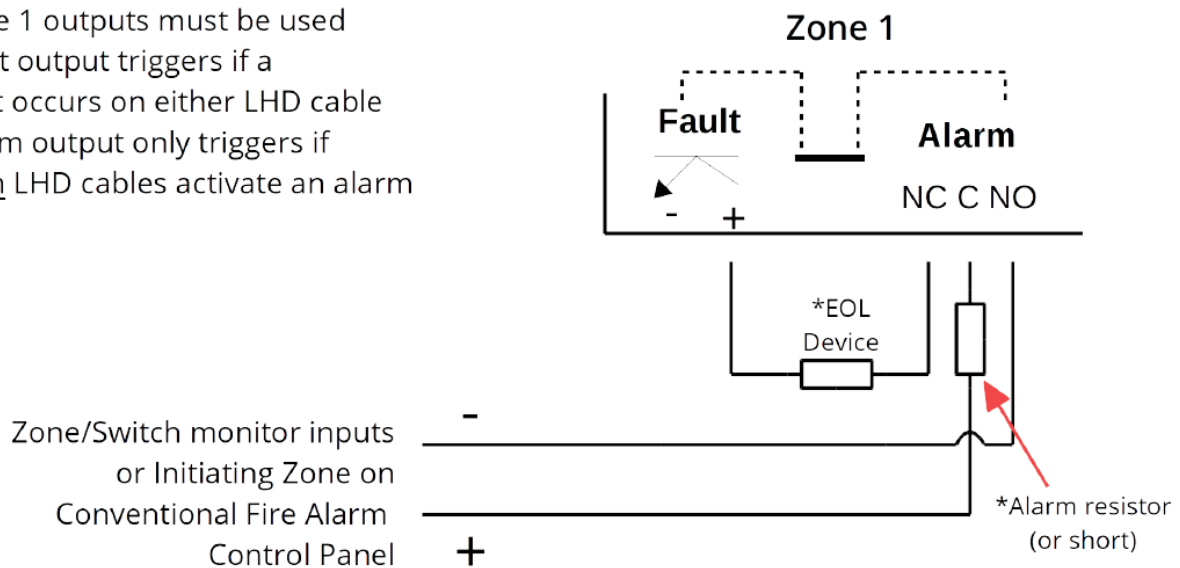 1 outputs must be used
output triggers if a
occurs on either LHD cable
output only triggers if
LHD cables activate an alarm
Zone 1
Fault
Alarm
- +
NC C NO
*EOL
Device
-
Zone/Switch monitor inputs
or Initiating Zone on
Conventional Fire Alarm
Control Panel
+
*Alarm resistor
(or short)